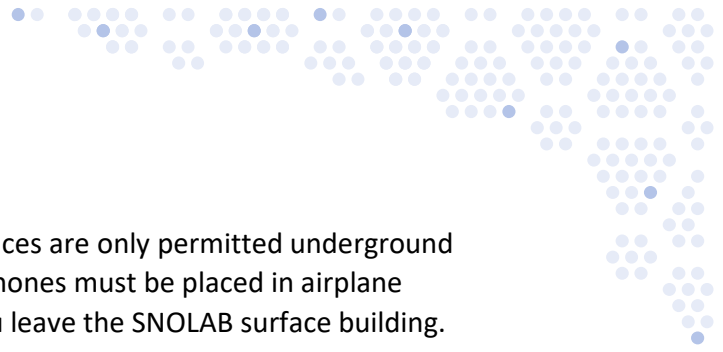 ces are only permitted underground
hones must be placed in airplane
leave the SNOLAB surface building.